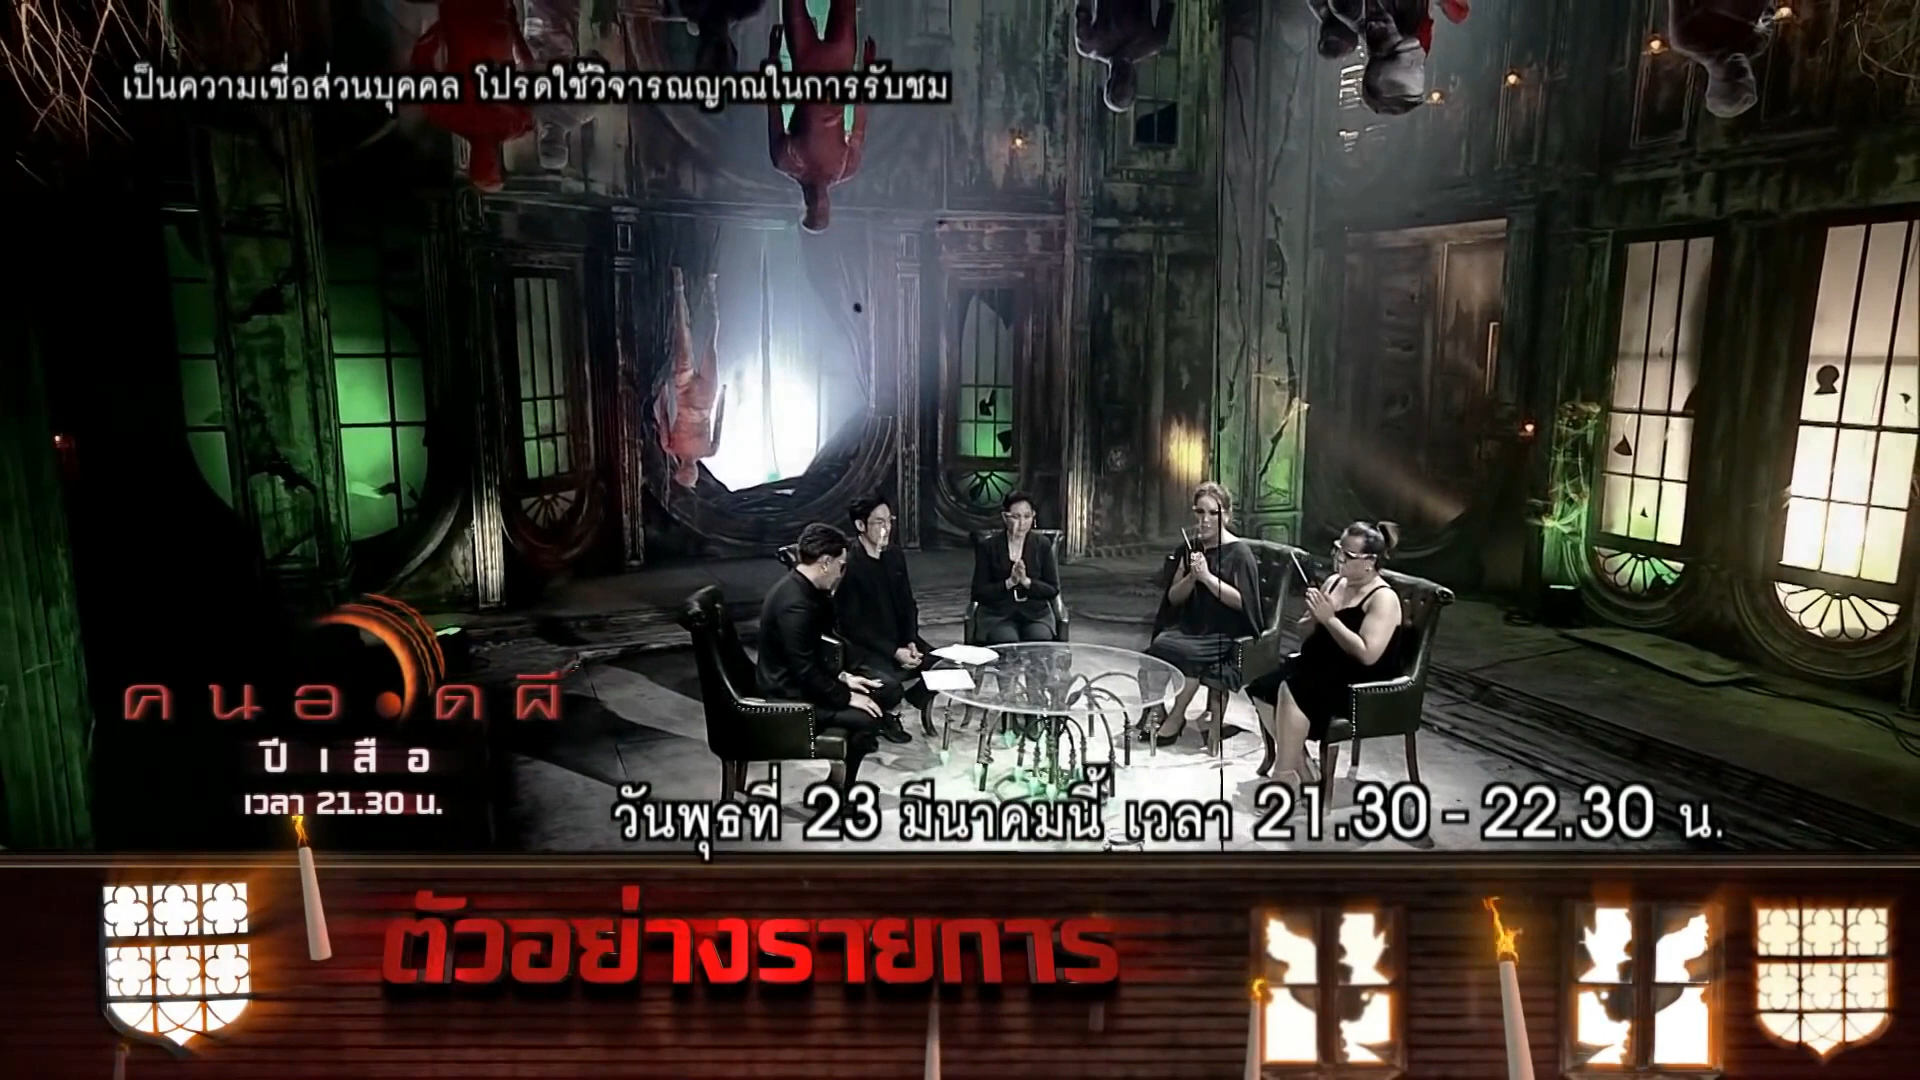 เป็นความเชื่อส่วนบุคคล โปรดใช้วิจารณญาณในการรับชม
คนอวดผี
ปีเสือ
เวลา 21.30 น.
วันพุธที่ 23 มีนาคมนี้ เวลา 21.30 - 22.30 น.
ตัวอย่างรายการ